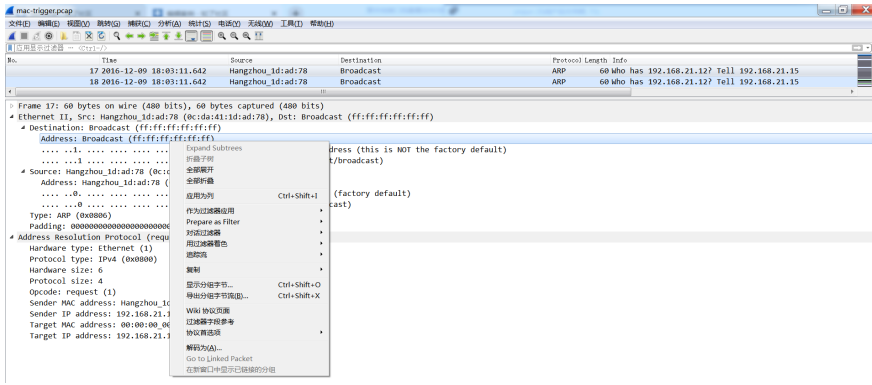 mac-trigger.pcap
文件(F) 编辑(E) 视图(V) 跳转(G) 捕获(C) 分析(A) 统计(S) 电话(Y) 无线(W) 工具(T) 帮助(H)
应用显示过滤器 … <Ctrl-/>
No. Time Source Destination Protocol Length Info
17 2016-12-09 18:03:11.642 Hangzhou_1d:ad:78 Broadcast ARP 60 Who has 192.168.21.12? Tell 192.168.21.15
18 2016-12-09 18:03:11.642 Hangzhou_1d:ad:78 Broadcast ARP 60 Who has 192.168.21.12? Tell 192.168.21.15
Frame 17: 60 bytes on wire (480 bits), 60 bytes captured (480 bits)
Ethernet II, Src: Hangzhou_1d:ad:78 (0c:da:41:1d:ad:78), Dst: Broadcast (ff:ff:ff:ff:ff:ff)
Destination: Broadcast (ff:ff:ff:ff:ff:ff)
Address: Broadcast (ff:ff:ff:ff:ff:ff)
.... ..1. .... .... .... dress (this is NOT the factory default)
.... ...1 .... .... .... t/broadcast)
Source: Hangzhou_1d:ad:78 (0c:d
Address: Hangzhou_1d:ad:78 (
.... ..0. .... .... .... (factory default)
.... ...0 .... .... .... cast)
Type: ARP (0x0806)
Padding: 000000000000000000000
Address Resolution Protocol (requ
Hardware type: Ethernet (1)
Protocol type: IPv4 (0x0800)
Hardware size: 6
Protocol size: 4
Opcode: request (1)
Sender MAC address: Hangzhou_1d
Sender IP address: 192.168.21.1
Target MAC address: 00:00:00_00
Target IP address: 192.168.21.1
Expand Subtrees
折叠子树
全部展开
全部折叠
应用为列 Ctrl+Shift+I
作为过滤器应用
Prepare as Filter
对话过滤器
用过滤器着色
追踪流
复制
显示分组字节... Ctrl+Shift+O
导出分组字节流(B)... Ctrl+Shift+X
Wiki 协议页面
过滤器字段参考
协议首选项
解码为(A)...
Go to Linked Packet
在新窗口中显示已链接的分组